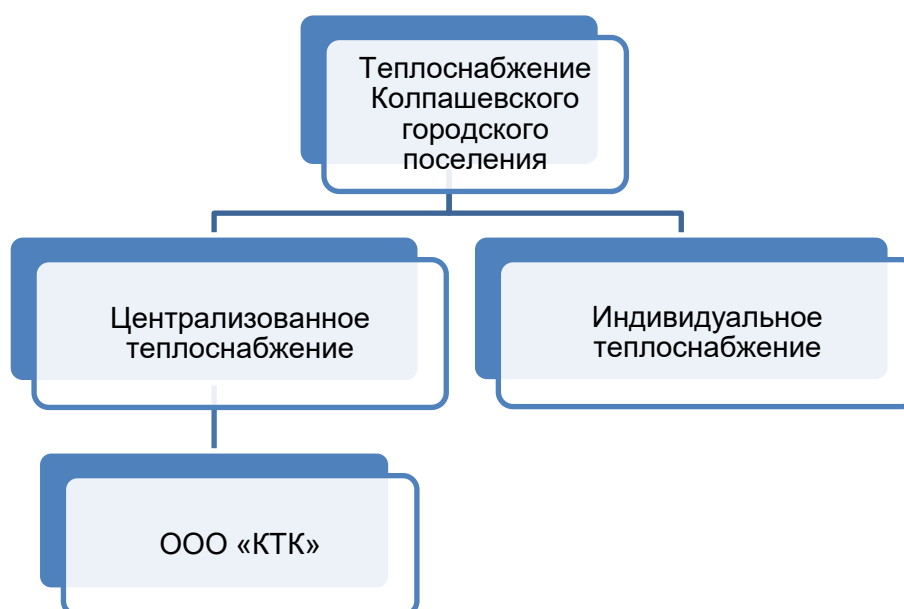 Теплоснабжение
Колпашевского
городского
поселения
Централизованное
теплоснабжение
Индивидуальное
теплоснабжение
ООО «КТК»